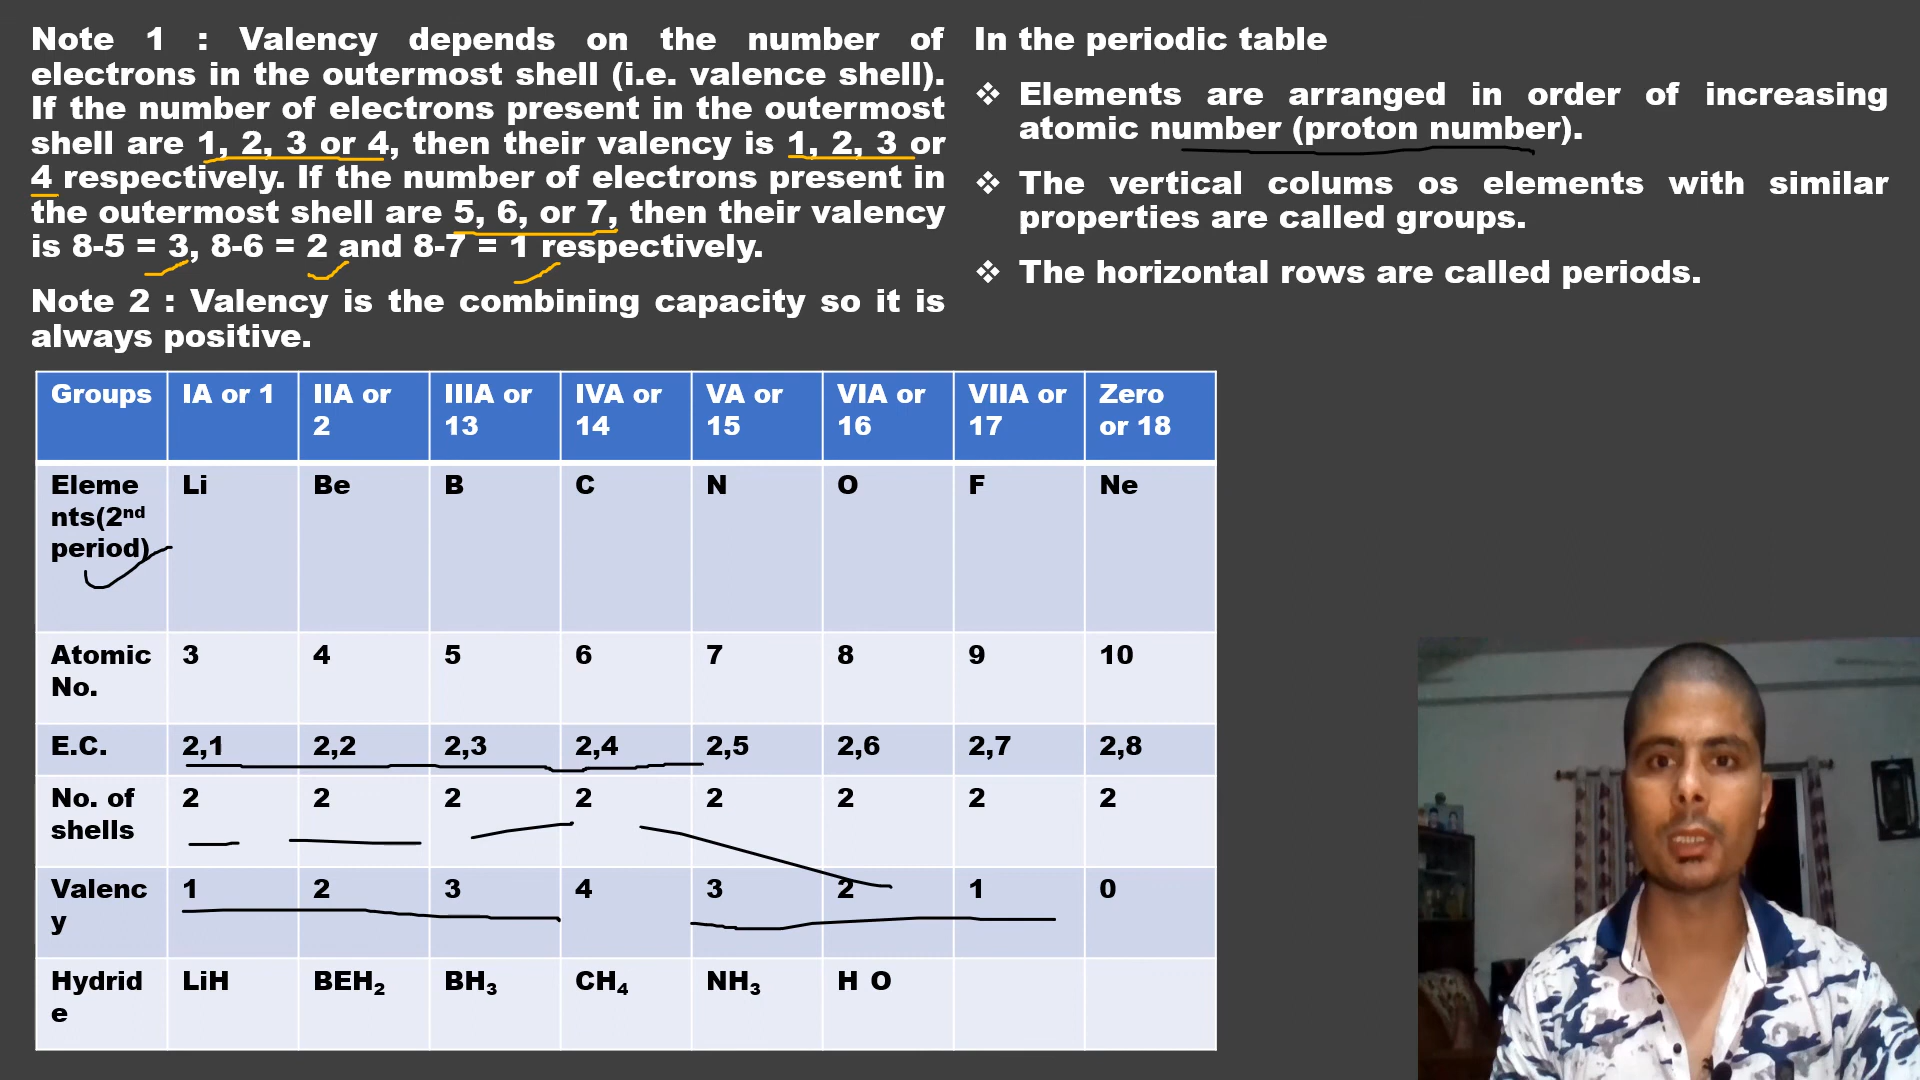 Note 1 : Valency depends on the number of
electrons in the outermost shell (i.e. valence shell).
If the number of electrons present in the outermost
shell are 1, 2, 3 or 4, then their valency is 1, 2, 3 or
4 respectively. If the number of electrons present in
the outermost shell are 5, 6, or 7, then their valency
is 8-5 = 3, 8-6 = 2 and 8-7 = 1 respectively.
Note 2 : Valency is the combining capacity so it is
always positive.
In the periodic table
❖ Elements are arranged in order of increasing
atomic number (proton number).
❖ The vertical colums os elements with similar
properties are called groups.
❖ The horizontal rows are called periods.
Groups IA or 1 IIA or 2 IIIA or 13 IVA or 14 VA or 15 VIA or 16 VIIA or 17 Zero or 18
Elements(2nd period) Li Be B C N O F Ne
Atomic No. 3 4 5 6 7 8 9 10
E.C. 2,1 2,2 2,3 2,4 2,5 2,6 2,7 2,8
No. of shells 2 2 2 2 2 2 2 2
Valency 1 2 3 4 3 2 1 0
Hydride LiH BEH₂ BH₃ CH₄ NH₃ H O